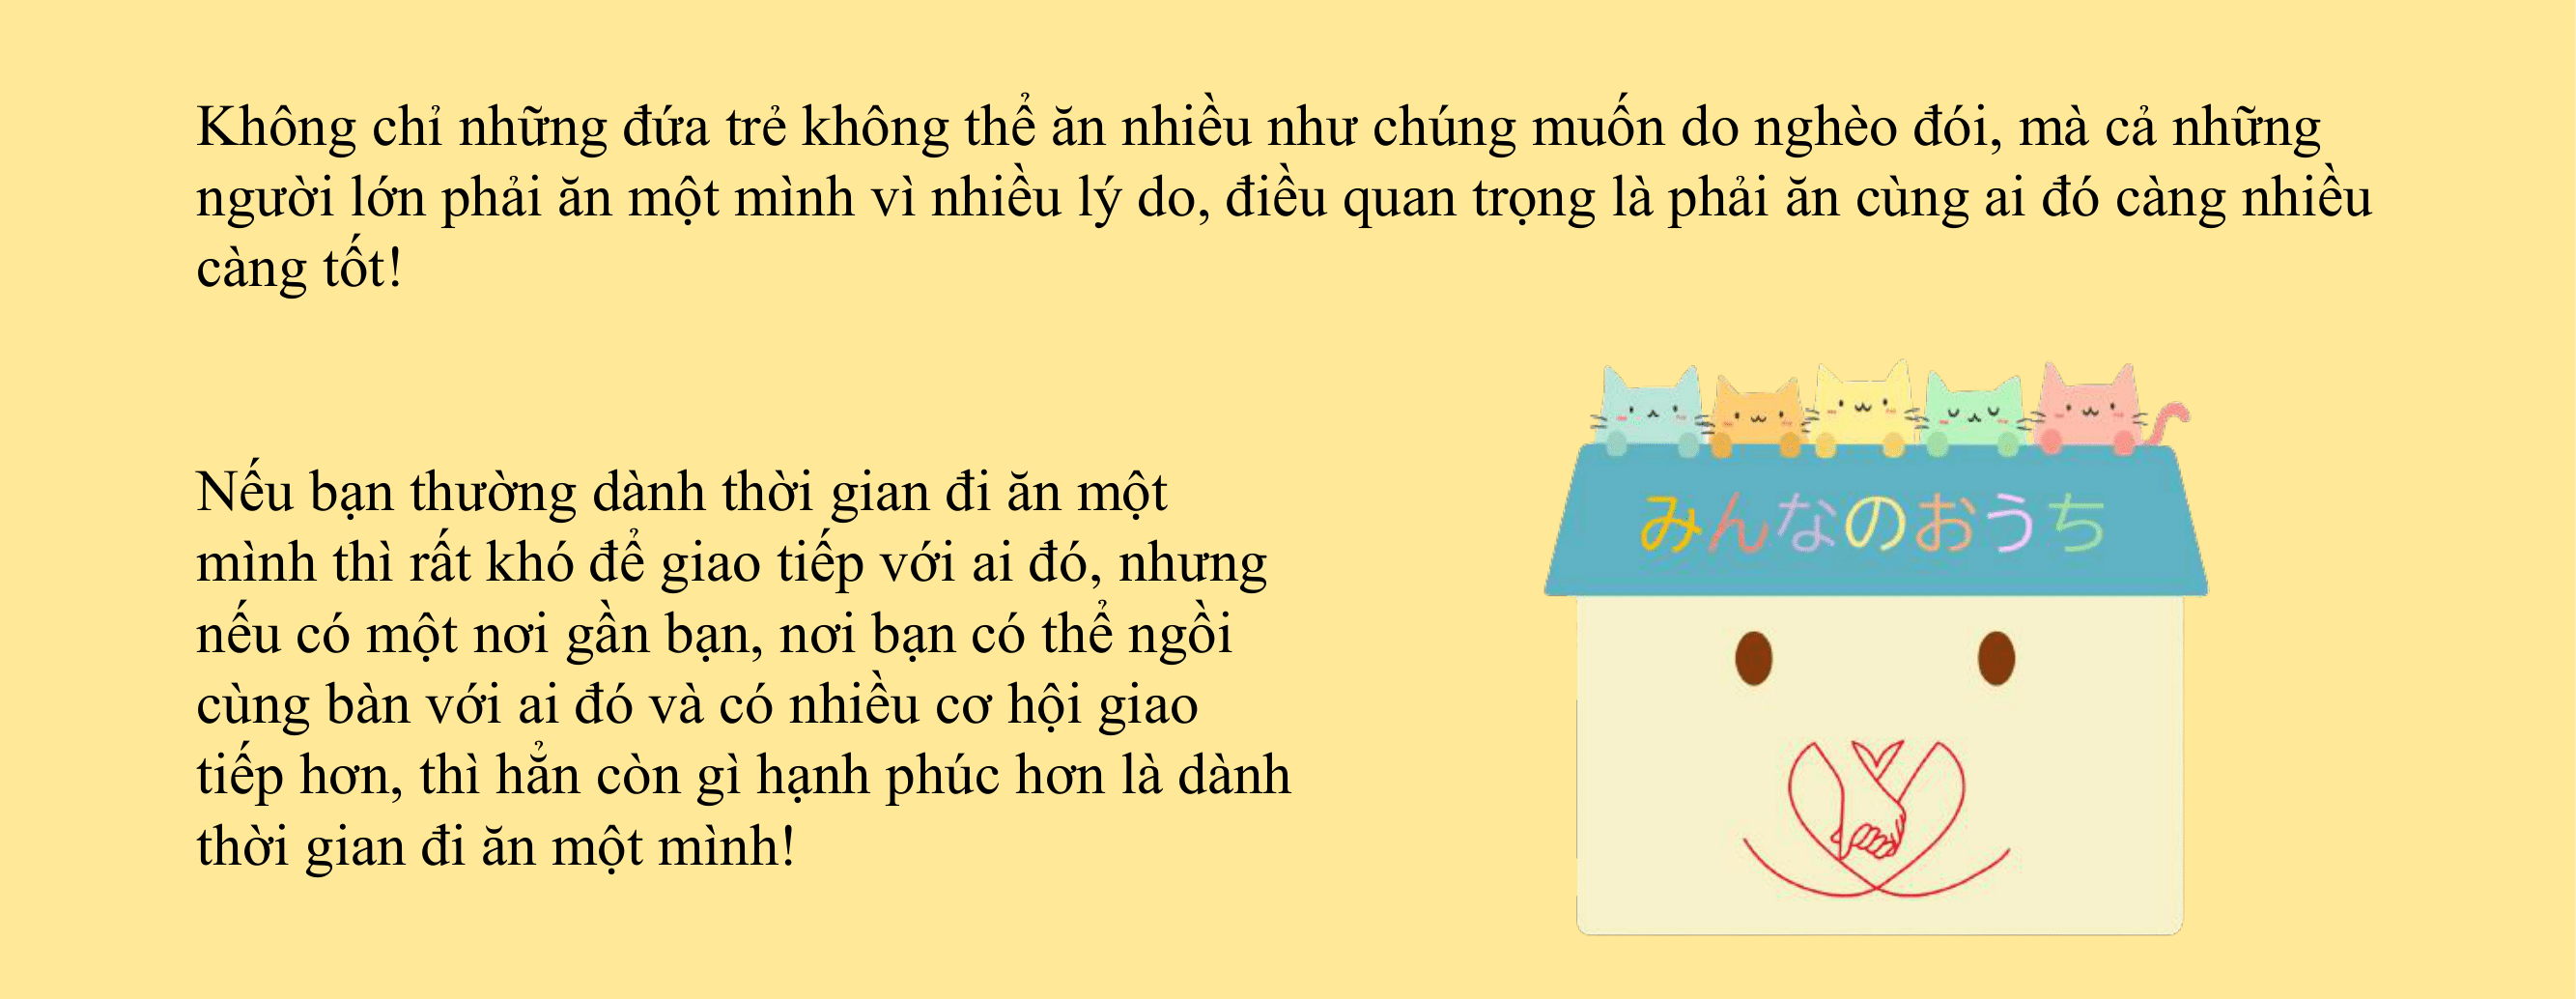 Không chỉ những đứa trẻ không thể ăn nhiều như chúng muốn do nghèo đói, mà cả những
người lớn phải ăn một mình vì nhiều lý do, điều quan trọng là phải ăn cùng ai đó càng nhiều
càng tốt!
Nếu bạn thường dành thời gian đi ăn một
mình thì rất khó để giao tiếp với ai đó, nhưng
nếu có một nơi gần bạn, nơi bạn có thể ngồi
cùng bàn với ai đó và có nhiều cơ hội giao
tiếp hơn, thì hẳn còn gì hạnh phúc hơn là dành
thời gian đi ăn một mình!
みんなのおうち